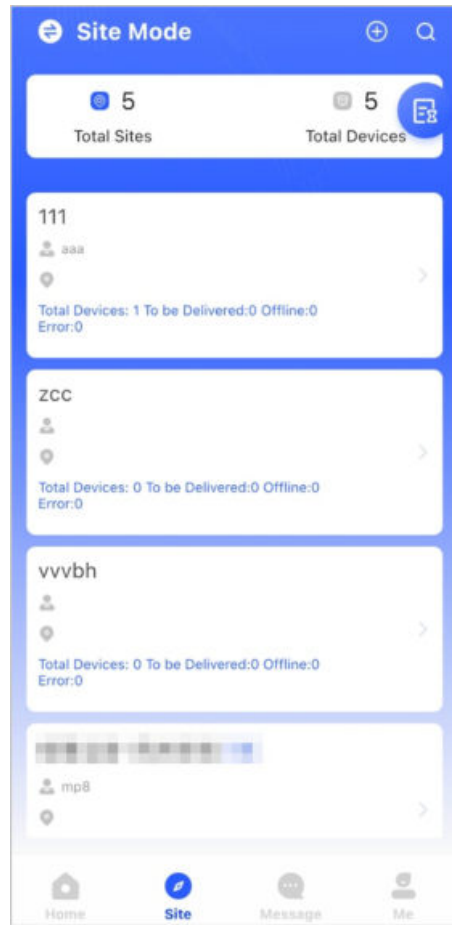 Site Mode
5
Total Sites
5
Total Devices
111
aaa
Total Devices: 1 To be Delivered:0 Offline:0
Error:0
zcc
Total Devices: 0 To be Delivered:0 Offline:0
Error:0
vvvbh
Total Devices: 0 To be Delivered:0 Offline:0
Error:0
mp8
Home
Site
Message
Me